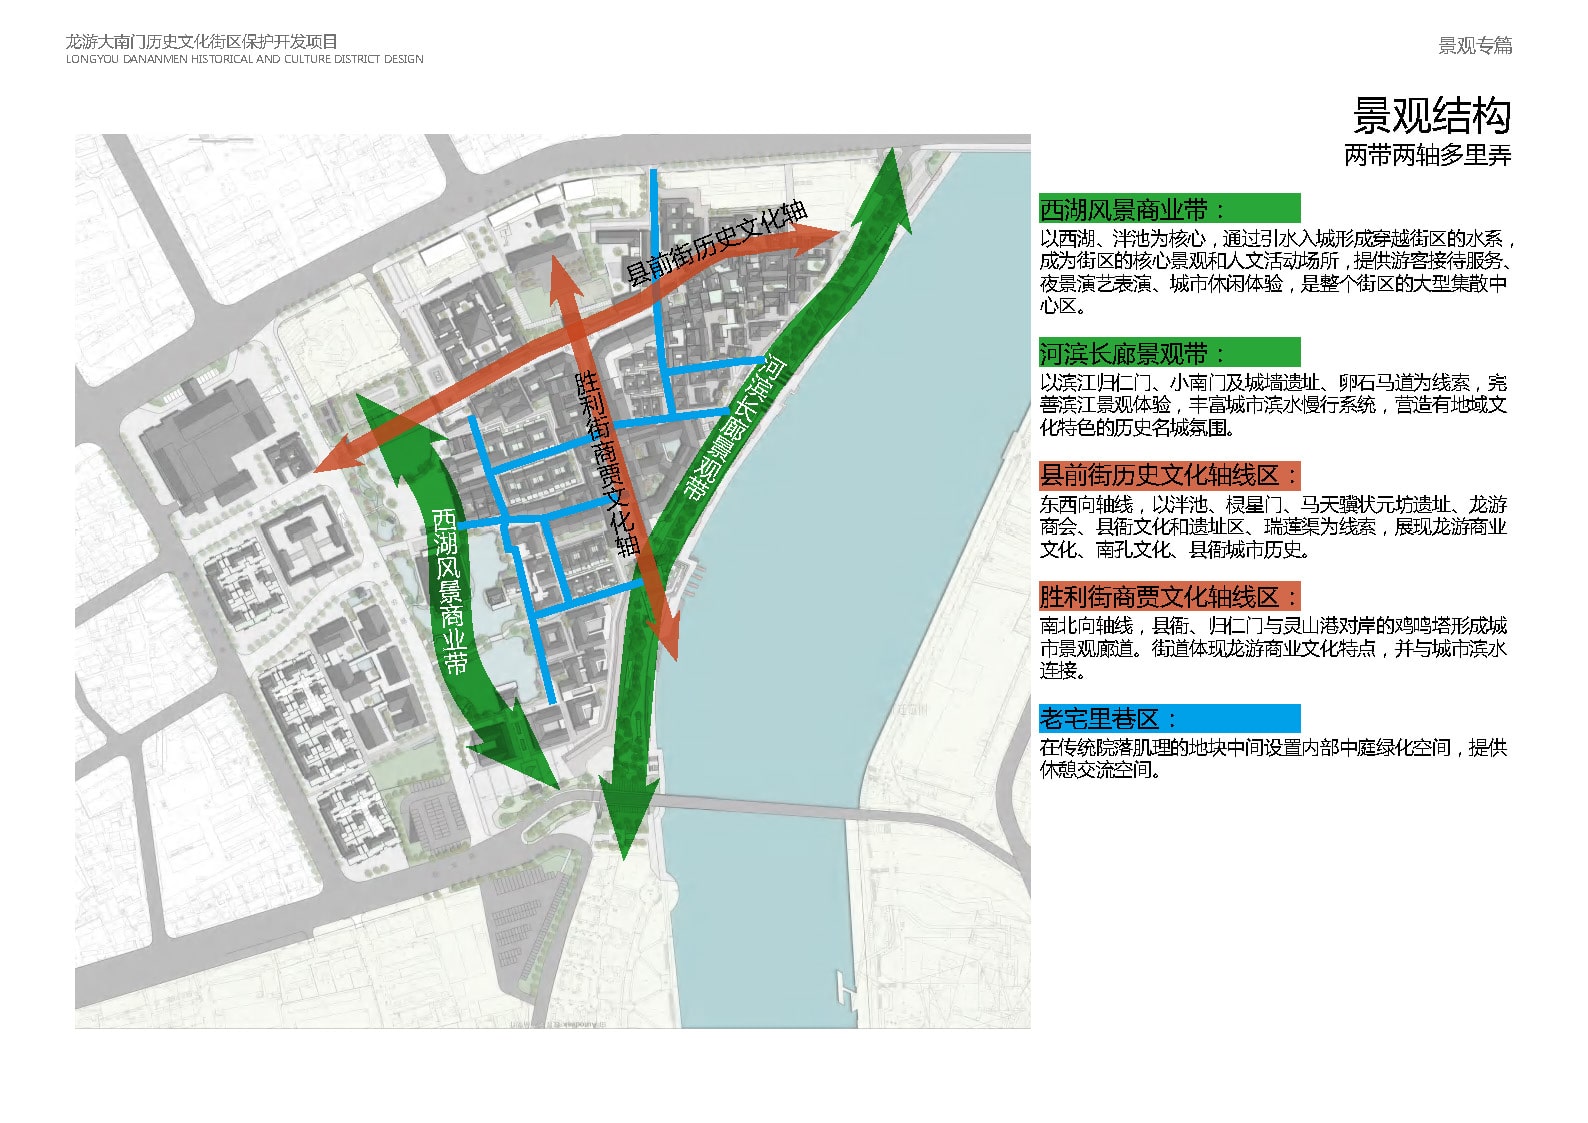 龙游大南门历史文化街区保护开发项目
LONGYOU DANANMEN HISTORICAL AND CULTURE DISTRICT DESIGN
景观专篇
景观结构
两带两轴多里弄
西湖风景商业带：
以西湖、泮池为核心，通过引水入城形成穿越街区的水系，
成为街区的核心景观和人文活动场所，提供游客接待服务、
夜景演艺表演、城市休闲体验，是整个街区的大型集散中
心区。
河滨长廊景观带：
以滨江归仁门、小南门及城墙遗址、卵石马道为线索，完
善滨江景观体验，丰富城市滨水慢行系统，营造有地域文
化特色的历史名城氛围。
县前街历史文化轴线区：
东西向轴线，以泮池、棂星门、马天骥状元坊遗址、龙游
商会、县衙文化和遗址区、瑞莲渠为线索，展现龙游商业
文化、南孔文化、县衙城市历史。
胜利街商贾文化轴线区：
南北向轴线，县衙、归仁门与灵山港对岸的鸡鸣塔形成城
市景观廊道。街道体现龙游商业文化特点，并与城市滨水
连接。
老宅里巷区：
在传统院落肌理的地块中间设置内部中庭绿化空间，提供
休憩交流空间。
县前街历史文化轴
胜利街商贾文化轴
河滨长廊景观带
西湖风景商业带